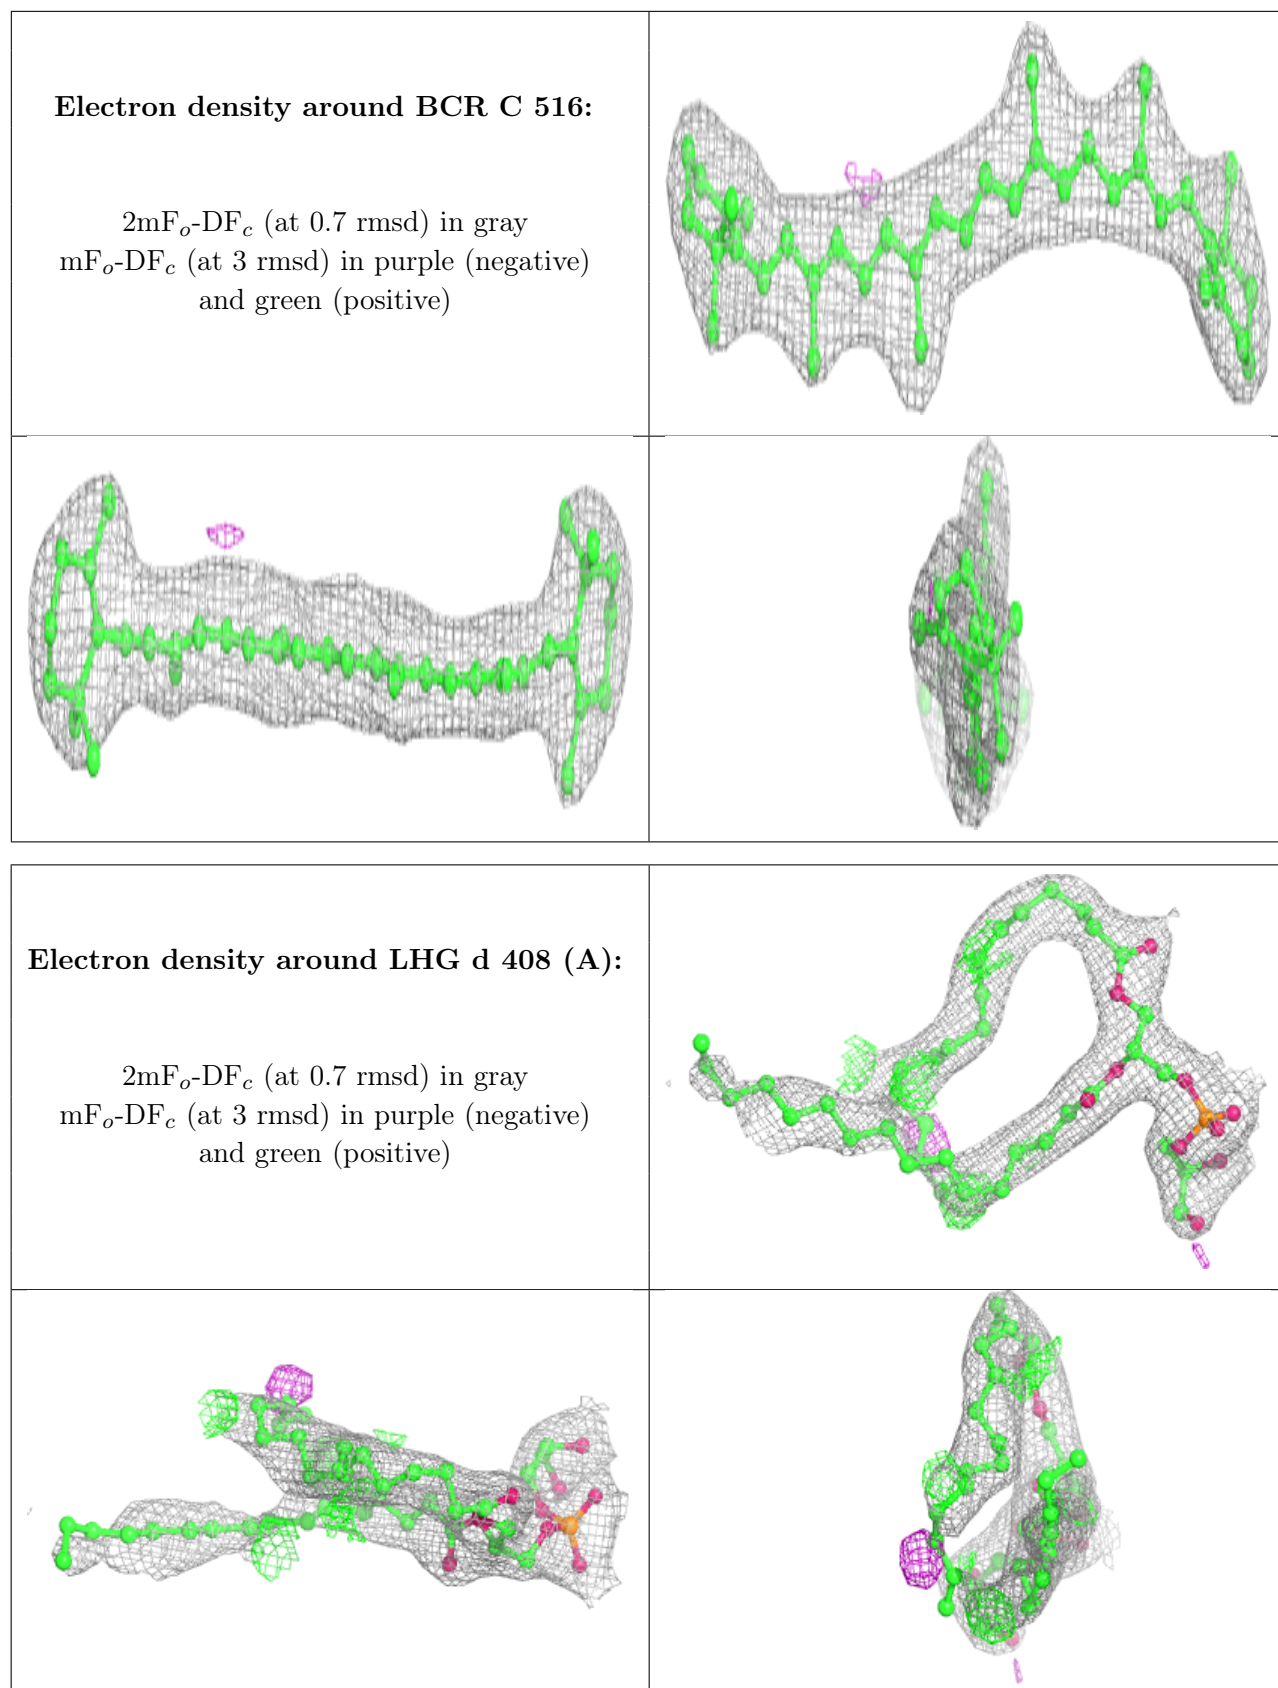 Electron density around BCR C 516:
2mFₒ-DF𝑐 (at 0.7 rmsd) in gray
mFₒ-DF𝑐 (at 3 rmsd) in purple (negative)
and green (positive)
Electron density around LHG d 408 (A):
2mFₒ-DF𝑐 (at 0.7 rmsd) in gray
mFₒ-DF𝑐 (at 3 rmsd) in purple (negative)
and green (positive)